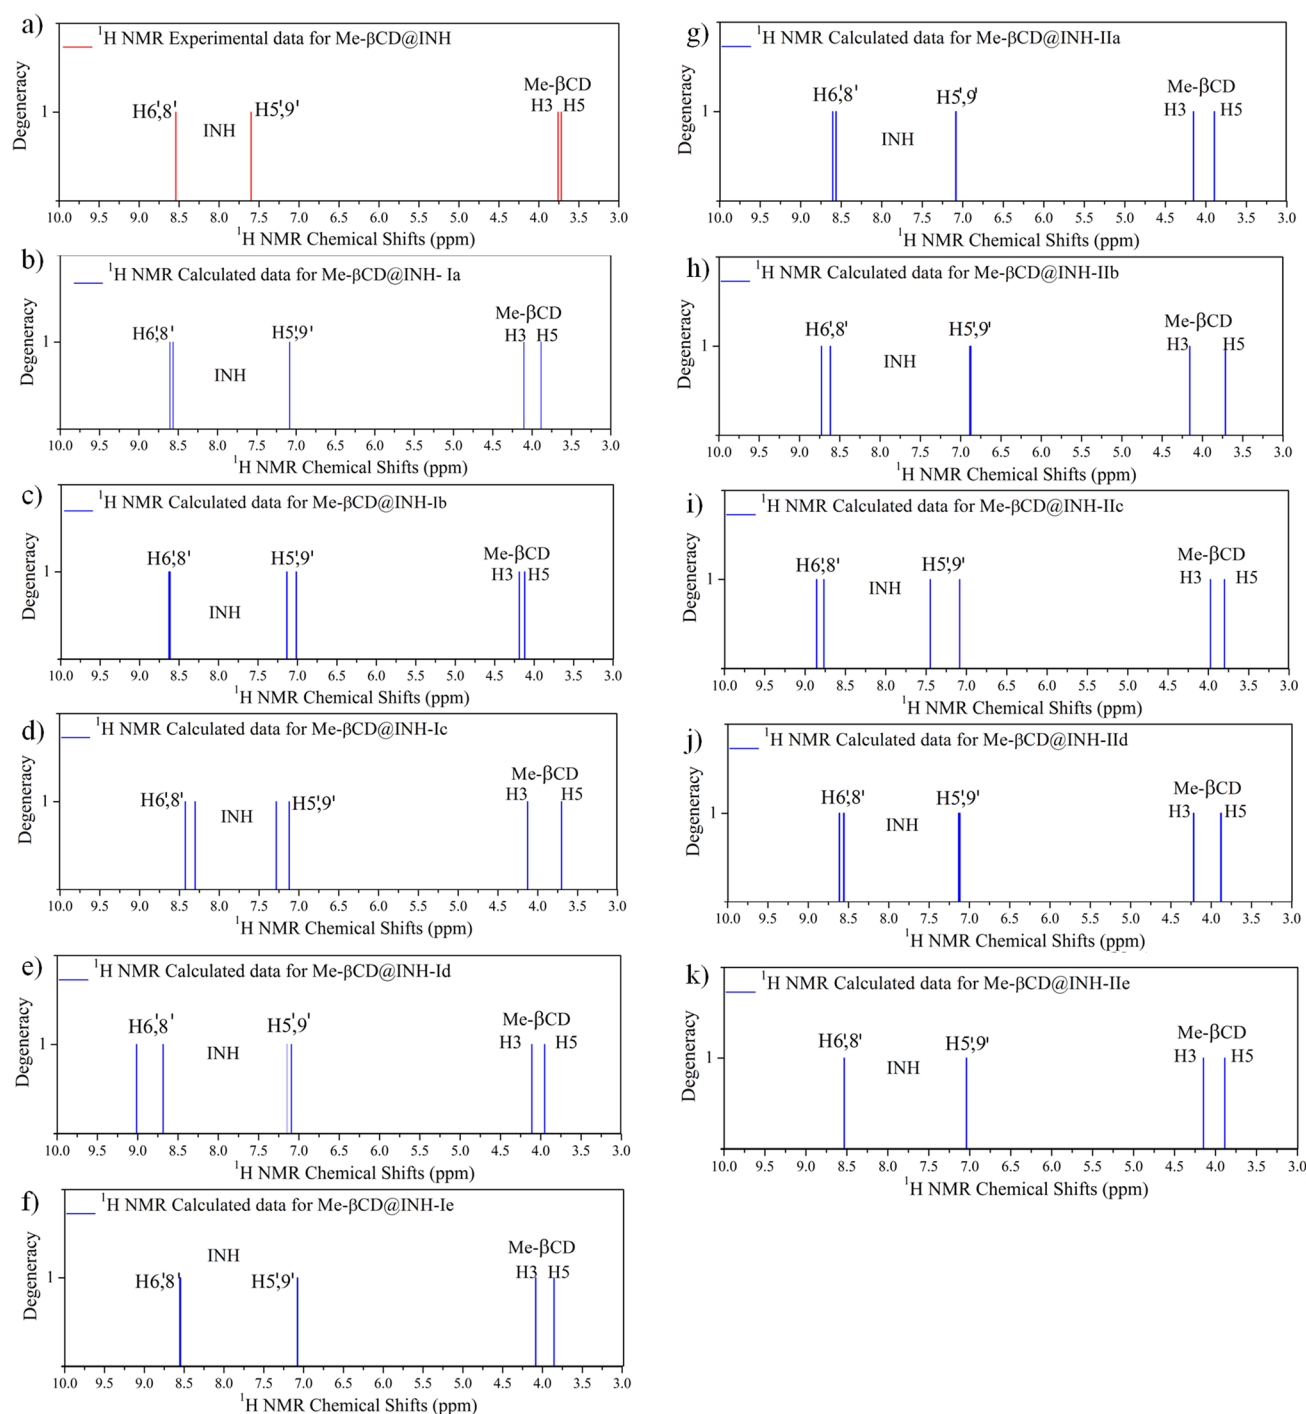 a)
¹H NMR Experimental data for Me-βCD@INH
Degeneracy
1
H6',8'
INH
H5',9'
Me-βCD
H3 H5
10.0 9.5 9.0 8.5 8.0 7.5 7.0 6.5 6.0 5.5 5.0 4.5 4.0 3.5 3.0
¹H NMR Chemical Shifts (ppm)
b)
¹H NMR Calculated data for Me-βCD@INH- Ia
Degeneracy
1
H6',8'
INH
H5',9'
Me-βCD
H3 H5
10.0 9.5 9.0 8.5 8.0 7.5 7.0 6.5 6.0 5.5 5.0 4.5 4.0 3.5 3.0
¹H NMR Chemical Shifts (ppm)
c)
¹H NMR Calculated data for Me-βCD@INH-Ib
Degeneracy
1
H6',8'
INH
H5',9'
Me-βCD
H3 H5
10.0 9.5 9.0 8.5 8.0 7.5 7.0 6.5 6.0 5.5 5.0 4.5 4.0 3.5 3.0
¹H NMR Chemical Shifts (ppm)
d)
¹H NMR Calculated data for Me-βCD@INH-Ic
Degeneracy
1
H6',8'
INH
H5',9'
Me-βCD
H3 H5
10.0 9.5 9.0 8.5 8.0 7.5 7.0 6.5 6.0 5.5 5.0 4.5 4.0 3.5 3.0
¹H NMR Chemical Shifts (ppm)
e)
¹H NMR Calculated data for Me-βCD@INH-Id
Degeneracy
1
H6',8'
INH
H5',9'
Me-βCD
H3 H5
10.0 9.5 9.0 8.5 8.0 7.5 7.0 6.5 6.0 5.5 5.0 4.5 4.0 3.5 3.0
¹H NMR Chemical Shifts (ppm)
f)
¹H NMR Calculated data for Me-βCD@INH-Ie
Degeneracy
1
H6',8'
INH
H5',9'
Me-βCD
H3 H5
10.0 9.5 9.0 8.5 8.0 7.5 7.0 6.5 6.0 5.5 5.0 4.5 4.0 3.5 3.0
¹H NMR Chemical Shifts (ppm)
g)
¹H NMR Calculated data for Me-βCD@INH-IIa
Degeneracy
1
H6',8'
INH
H5',9'
Me-βCD
H3 H5
10.0 9.5 9.0 8.5 8.0 7.5 7.0 6.5 6.0 5.5 5.0 4.5 4.0 3.5 3.0
¹H NMR Chemical Shifts (ppm)
h)
¹H NMR Calculated data for Me-βCD@INH-IIb
Degeneracy
1
H6',8'
INH
H5',9'
Me-βCD
H3 H5
10.0 9.5 9.0 8.5 8.0 7.5 7.0 6.5 6.0 5.5 5.0 4.5 4.0 3.5 3.0
¹H NMR Chemical Shifts (ppm)
i)
¹H NMR Calculated data for Me-βCD@INH-IIc
Degeneracy
1
H6',8'
INH
H5',9'
Me-βCD
H3 H5
10.0 9.5 9.0 8.5 8.0 7.5 7.0 6.5 6.0 5.5 5.0 4.5 4.0 3.5 3.0
¹H NMR Chemical Shifts (ppm)
j)
¹H NMR Calculated data for Me-βCD@INH-IId
Degeneracy
1
H6',8'
INH
H5',9'
Me-βCD
H3 H5
10.0 9.5 9.0 8.5 8.0 7.5 7.0 6.5 6.0 5.5 5.0 4.5 4.0 3.5 3.0
¹H NMR Chemical Shifts (ppm)
k)
¹H NMR Calculated data for Me-βCD@INH-IIe
Degeneracy
1
H6',8'
INH
H5',9'
Me-βCD
H3 H5
10.0 9.5 9.0 8.5 8.0 7.5 7.0 6.5 6.0 5.5 5.0 4.5 4.0 3.5 3.0
¹H NMR Chemical Shifts (ppm)